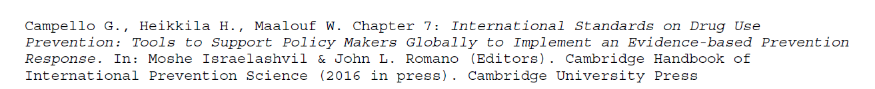 Campello G., Heikkila H., Maalouf W. Chapter 7: International Standards on Drug Use
Prevention: Tools to Support Policy Makers Globally to Implement an Evidence-based Prevention
Response. In: Moshe Israelashvil & John L. Romano (Editors). Cambridge Handbook of
International Prevention Science (2016 in press). Cambridge University Press